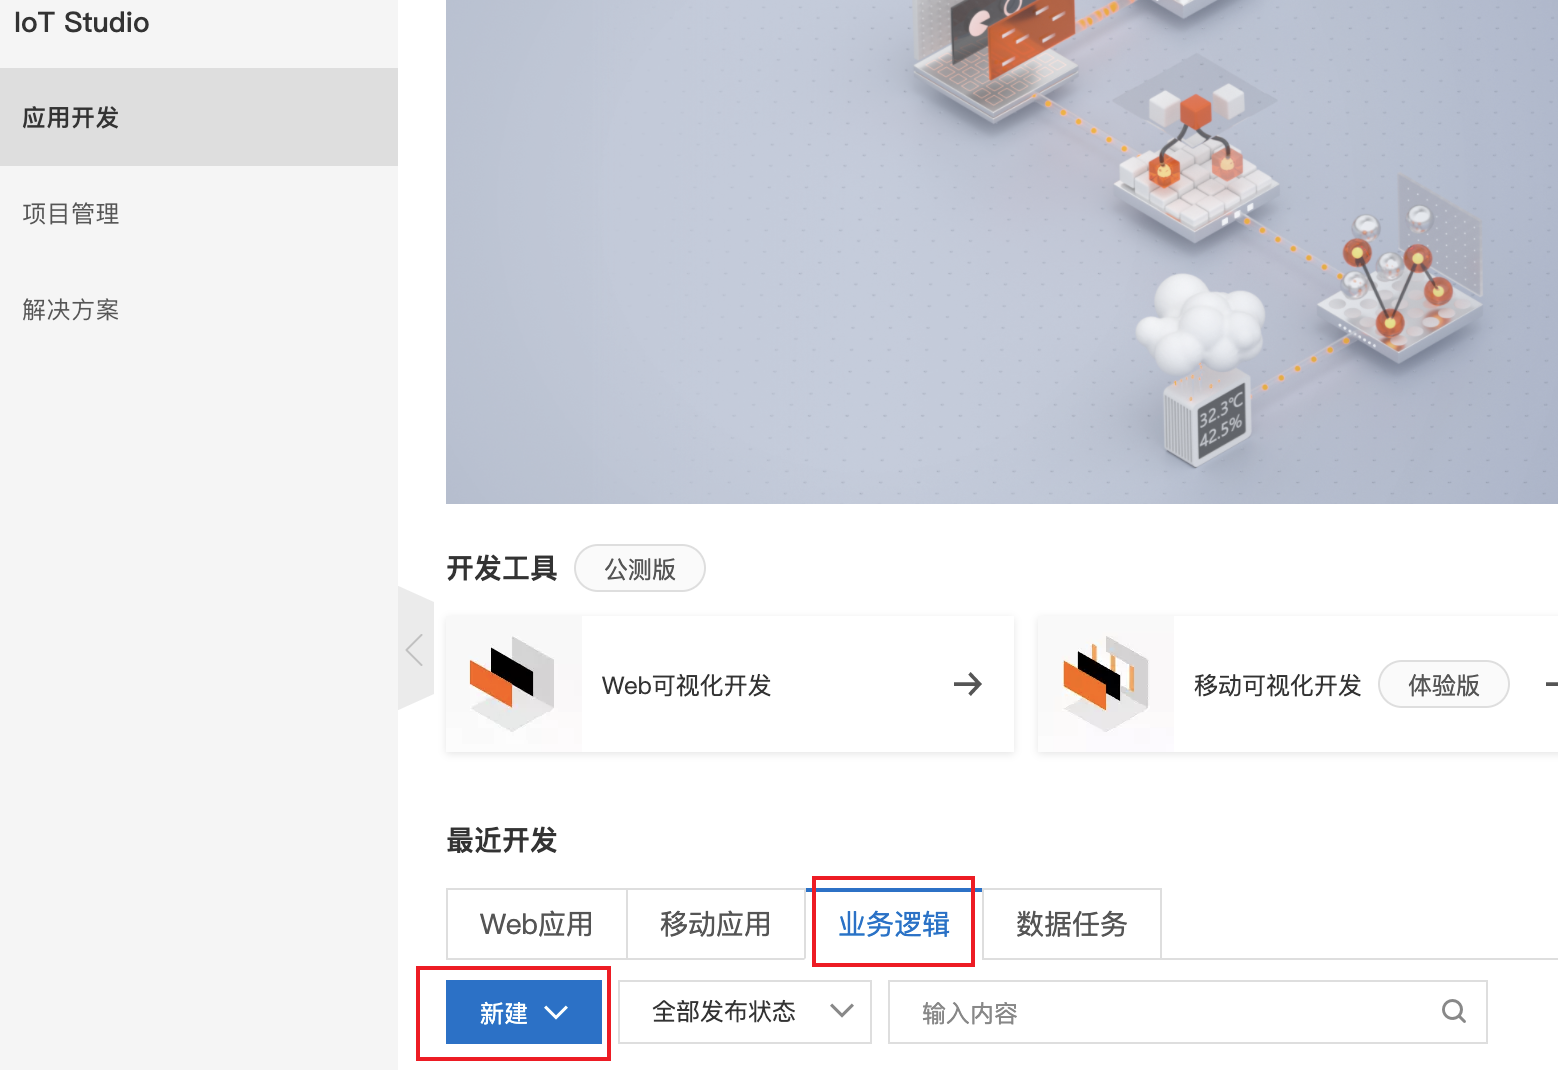 IoT Studio
应用开发
项目管理
解决方案
32.3℃
42.5%
开发工具 公测版
Web可视化开发
移动可视化开发 体验版
最近开发
Web应用 移动应用 业务逻辑 数据任务
新建 全部发布状态 输入内容